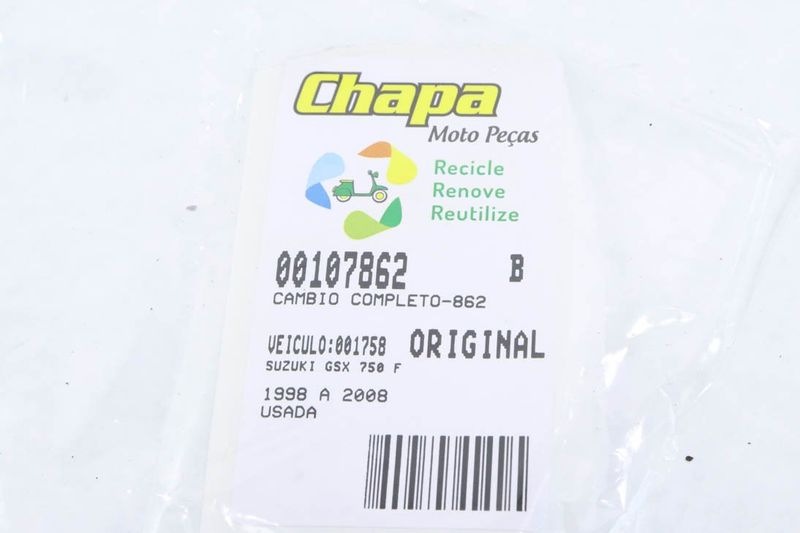 Chapa
Moto Peças
Recicle
Renove
Reutilize
00107862 B
CAMBIO COMPLETO-862
VEICULO:001758 ORIGINAL
SUZUKI GSX 750 F
1998 A 2008
USADA